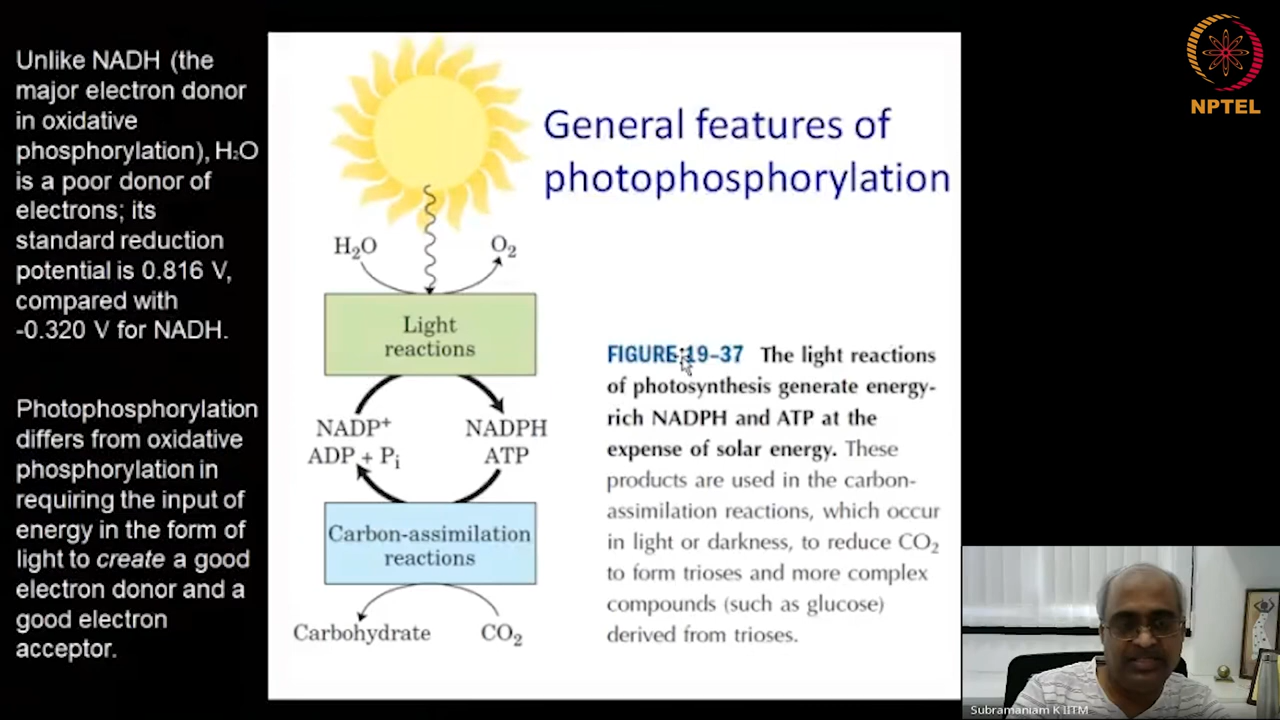 Unlike NADH (the
major electron donor
in oxidative
phosphorylation), H₂O
is a poor donor of
electrons; its
standard reduction
potential is 0.816 V,
compared with
-0.320 V for NADH.
Photophosphorylation
differs from oxidative
phosphorylation in
requiring the input of
energy in the form of
light to create a good
electron donor and a
good electron
acceptor.
General features of
photophosphorylation
H₂O
O₂
Light
reactions
NADP⁺
ADP + Pᵢ
NADPH
ATP
Carbon-assimilation
reactions
Carbohydrate
CO₂
FIGURE 19–37 The light reactions
of photosynthesis generate energy-
rich NADPH and ATP at the
expense of solar energy. These
products are used in the carbon-
assimilation reactions, which occur
in light or darkness, to reduce CO₂
to form trioses and more complex
compounds (such as glucose)
derived from trioses.
NPTEL
Subramaniam K IITM